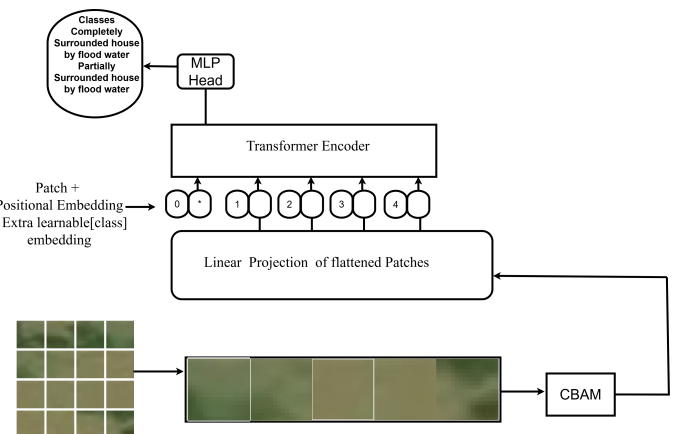 Classes
Completely
Surrounded house
by flood water
Partially
Surrounded house
by flood water
MLP
Head
Transformer Encoder
Patch +
Positional Embedding
Extra learnable[class]
embedding
0 * 1 2 3 4
Linear Projection of flattened Patches
CBAM